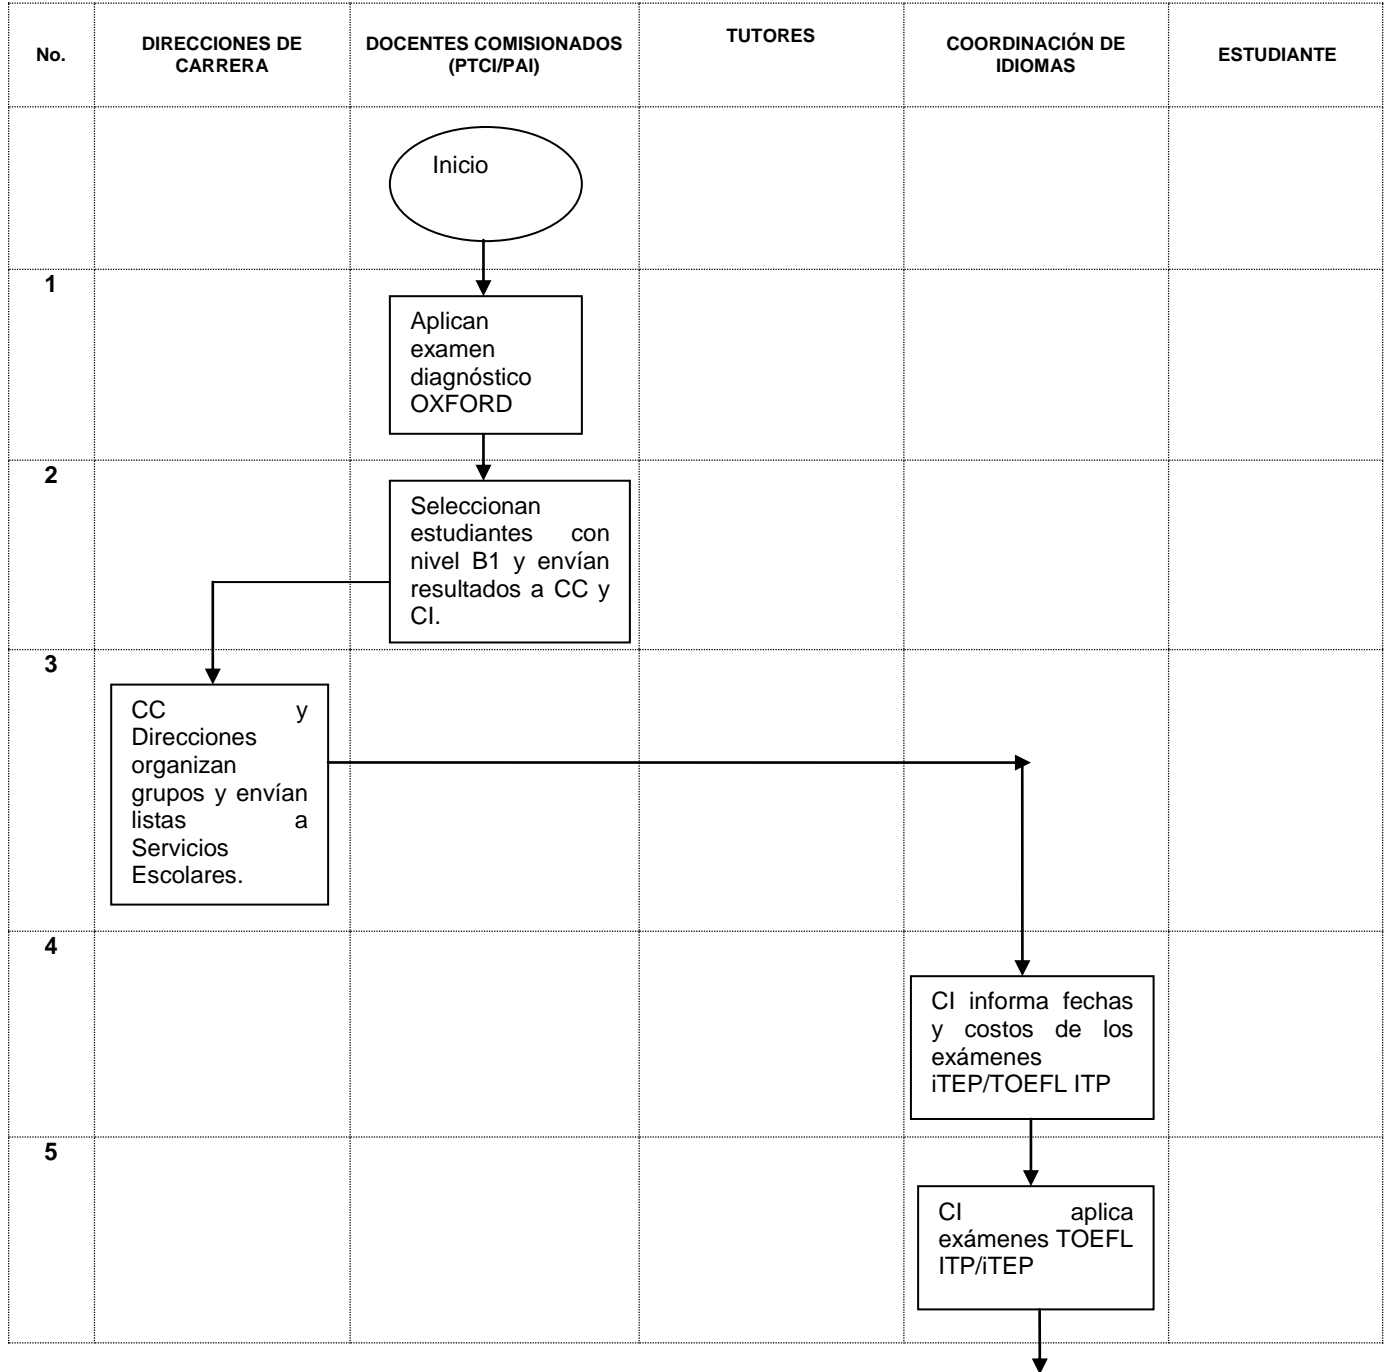 No.
DIRECCIONES DE
CARRERA
DOCENTES COMISIONADOS
(PTCI/PAI)
TUTORES
COORDINACIÓN DE
IDIOMAS
ESTUDIANTE
Inicio
1
Aplican
examen
diagnóstico
OXFORD
2
Seleccionan
estudiantes con
nivel B1 y envían
resultados a CC y
CI.
3
CC y
Direcciones
organizan
grupos y envían
listas a
Servicios
Escolares.
4
CI informa fechas
y costos de los
exámenes
iTEP/TOEFL ITP
5
CI aplica
exámenes TOEFL
ITP/iTEP